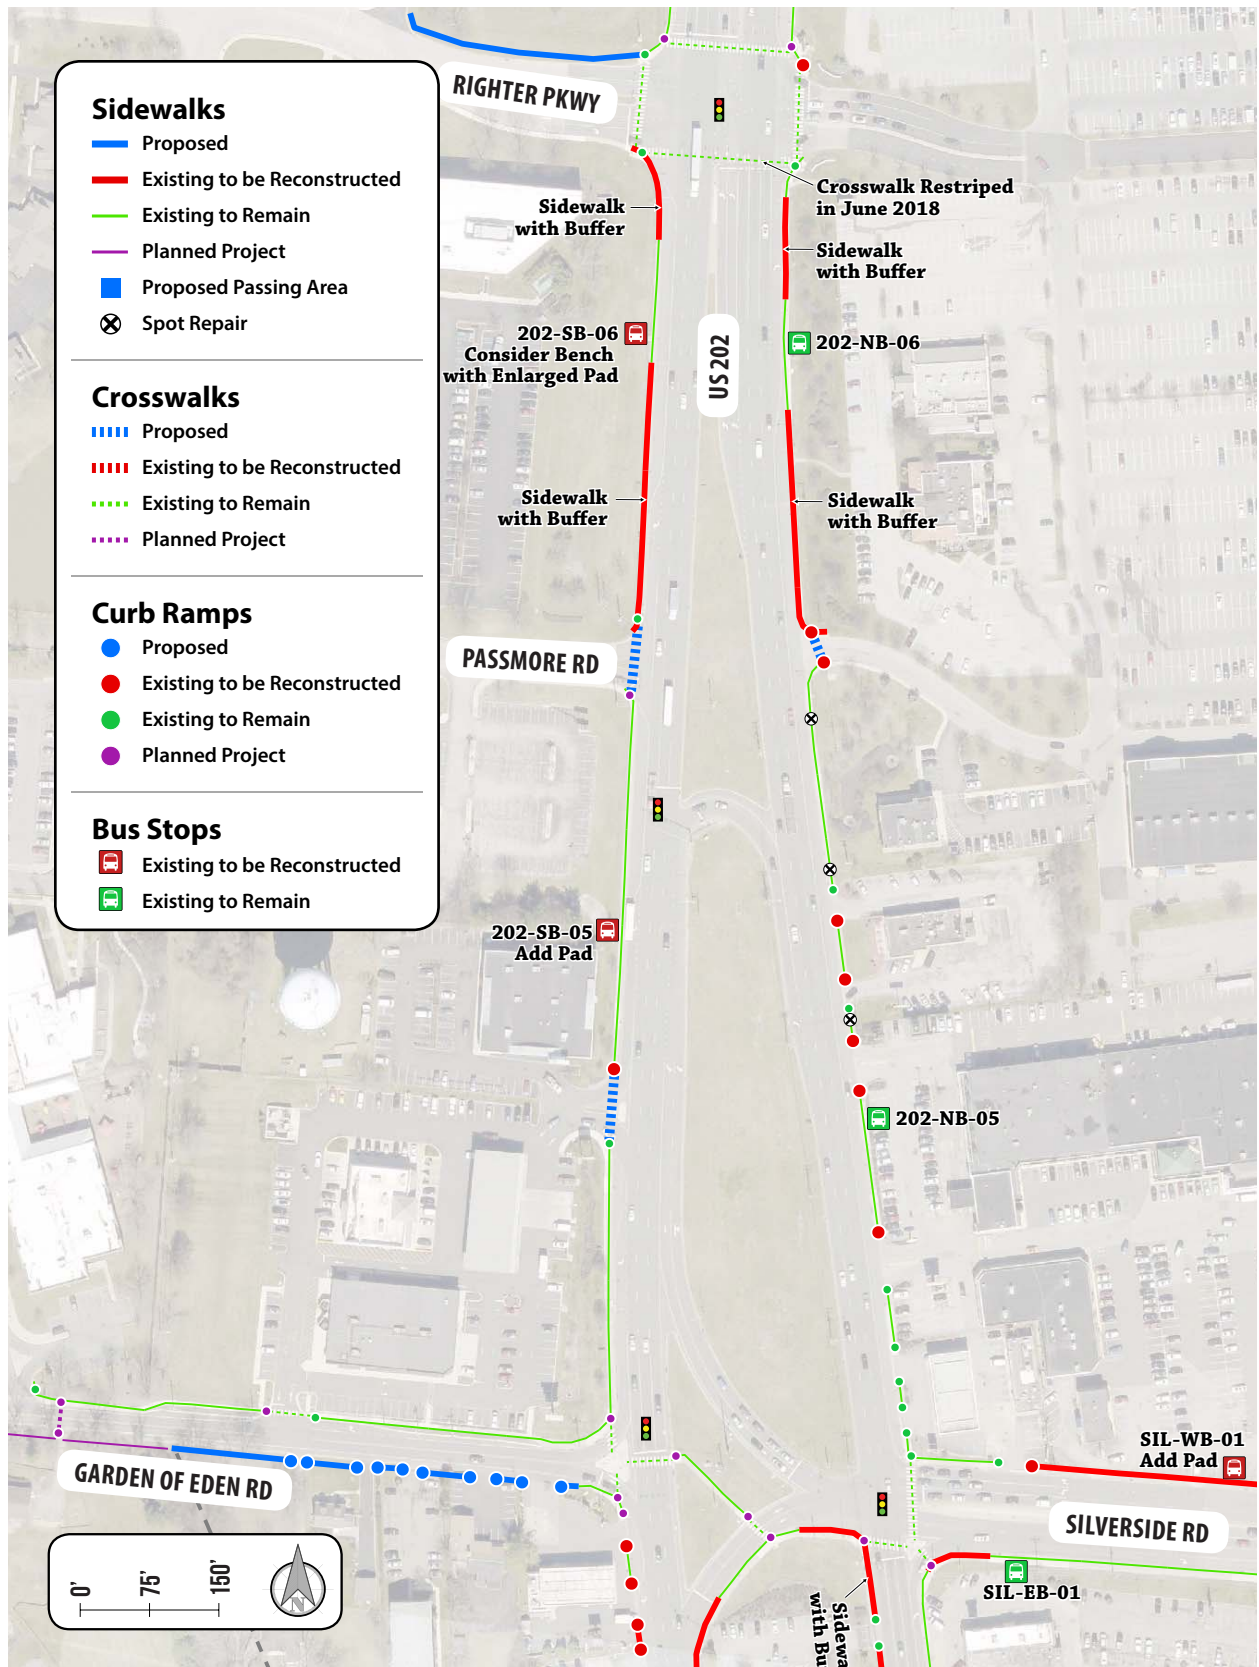 RIGHTER PKWY
Sidewalks
Proposed
Existing to be Reconstructed
Existing to Remain
Planned Project
Proposed Passing Area
Spot Repair
Crosswalks
Proposed
Existing to be Reconstructed
Existing to Remain
Planned Project
Curb Ramps
Proposed
Existing to be Reconstructed
Existing to Remain
Planned Project
Bus Stops
Existing to be Reconstructed
Existing to Remain
Crosswalk Restriped
in June 2018
Sidewalk
with Buffer
Sidewalk
with Buffer
202-SB-06
Consider Bench
with Enlarged Pad
US 202
202-NB-06
Sidewalk
with Buffer
Sidewalk
with Buffer
PASSMORE RD
202-SB-05
Add Pad
202-NB-05
SIL-WB-01
Add Pad
GARDEN OF EDEN RD
SILVERSIDE RD
SIL-EB-01
Sidewa
with Bu
0'
75'
150'
N